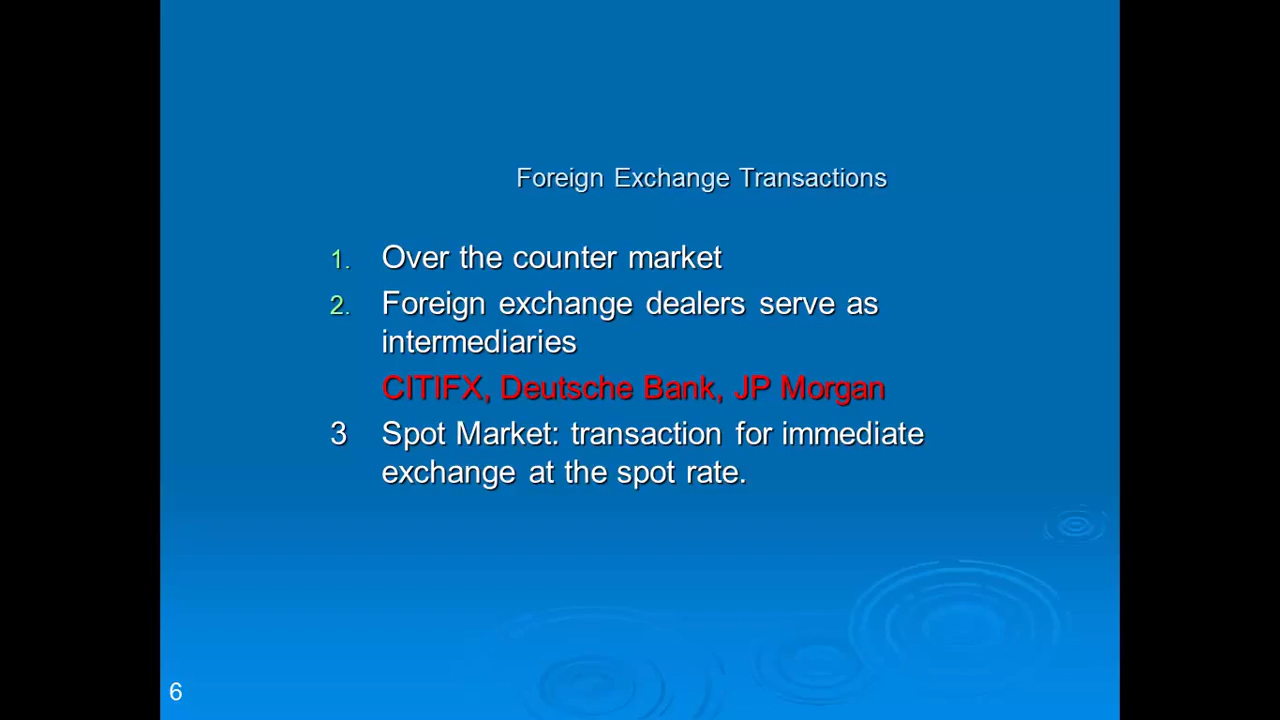 Foreign Exchange Transactions
1. Over the counter market
2. Foreign exchange dealers serve as
intermediaries
CITIFX, Deutsche Bank, JP Morgan
3 Spot Market: transaction for immediate
exchange at the spot rate.
6